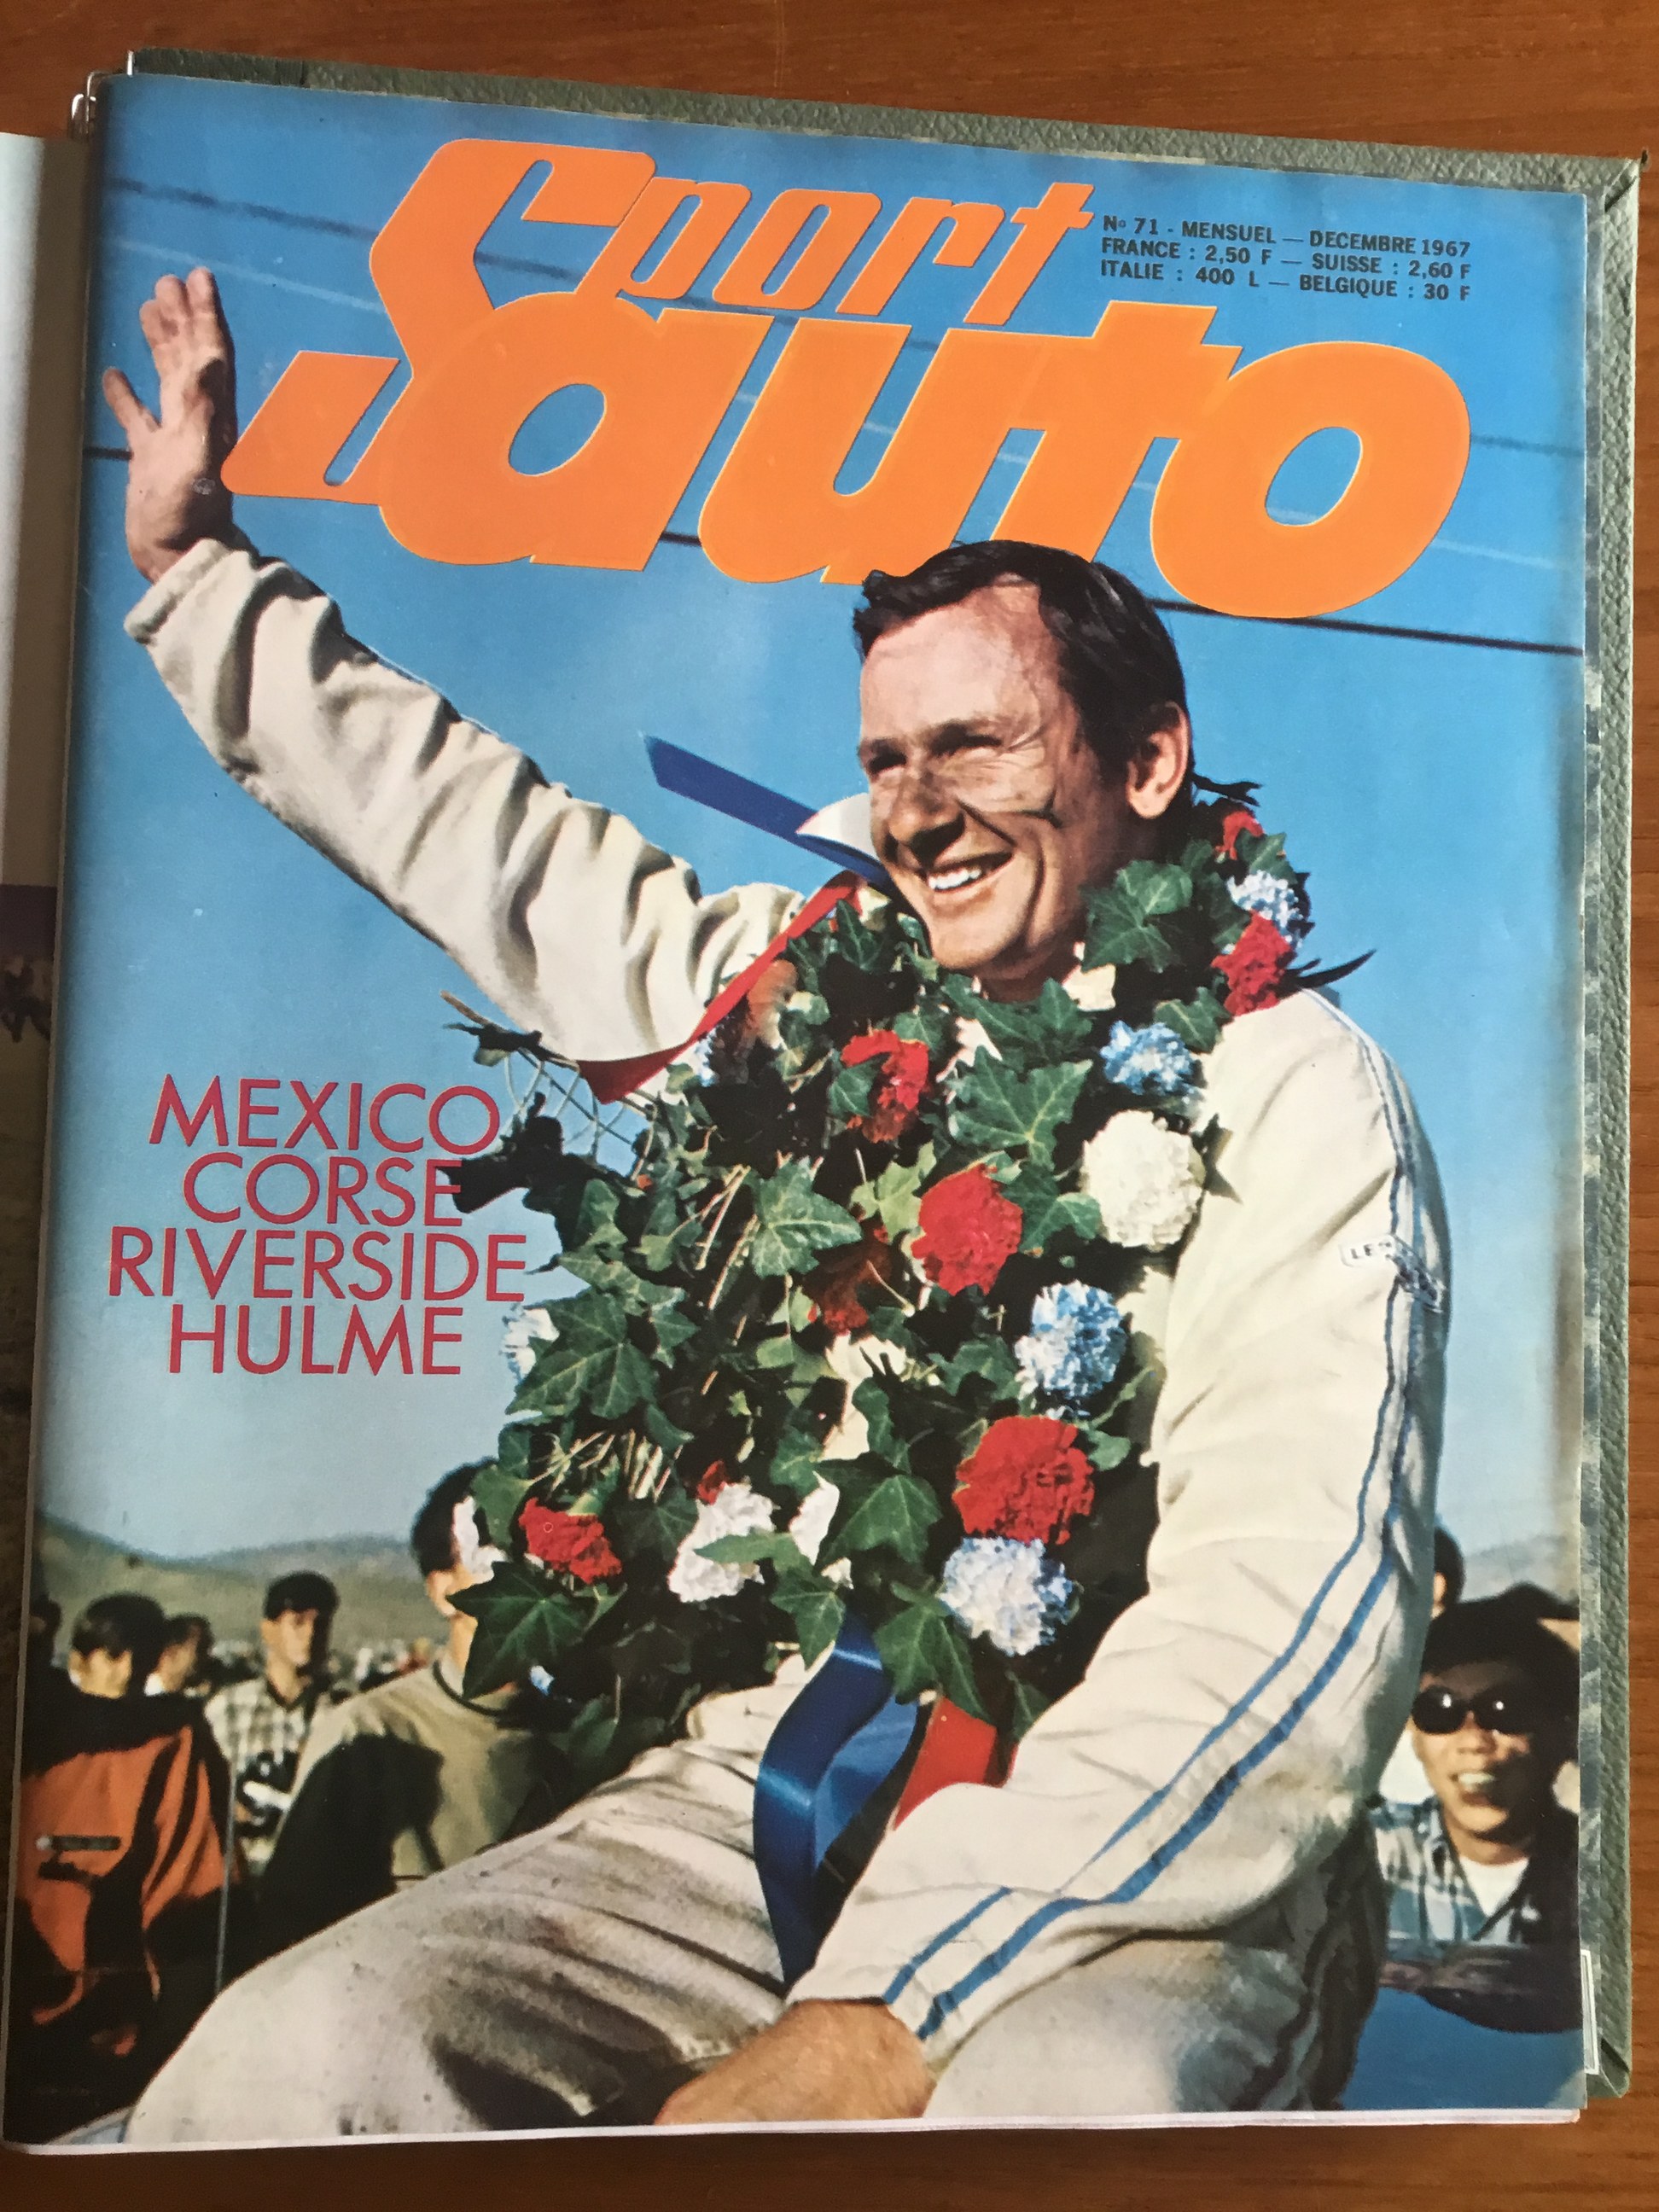 Sport
auto
No 71 - MENSUEL — DECEMBRE 1967
FRANCE : 2,50 F — SUISSE : 2,60 F
ITALIE : 400 L — BELGIQUE : 30 F
MEXICO
CORSE
RIVERSIDE
HULME